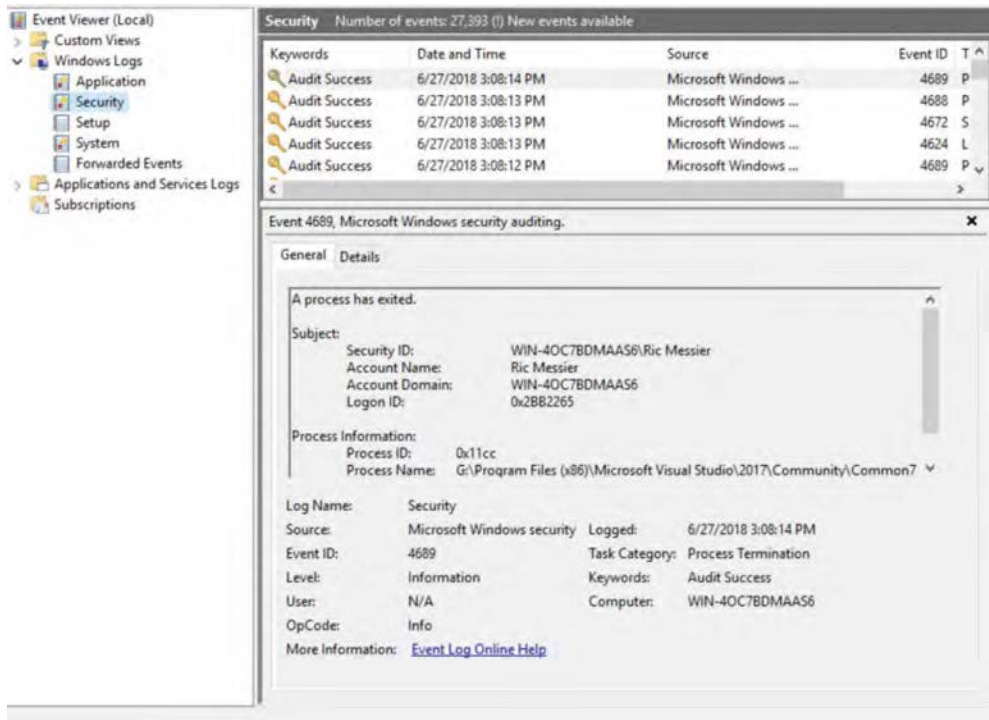 Event Viewer (Local)
Custom Views
Windows Logs
Application
Security
Setup
System
Forwarded Events
Applications and Services Logs
Subscriptions
Security Number of events: 27,393 (!) New events available
Keywords Date and Time Source Event ID T
Audit Success 6/27/2018 3:08:14 PM Microsoft Windows ... 4689 P
Audit Success 6/27/2018 3:08:13 PM Microsoft Windows ... 4688 P
Audit Success 6/27/2018 3:08:13 PM Microsoft Windows ... 4672 S
Audit Success 6/27/2018 3:08:13 PM Microsoft Windows ... 4624 L
Audit Success 6/27/2018 3:08:12 PM Microsoft Windows ... 4689 P
Event 4689, Microsoft Windows security auditing.
General Details
A process has exited.
Subject:
Security ID: WIN-4OC7BDMAAS6\Ric Messier
Account Name: Ric Messier
Account Domain: WIN-4OC7BDMAAS6
Logon ID: 0x2BB2265
Process Information:
Process ID: 0x11cc
Process Name: G:\Program Files (x86)\Microsoft Visual Studio\2017\Community\Common7
Log Name: Security
Source: Microsoft Windows security Logged: 6/27/2018 3:08:14 PM
Event ID: 4689 Task Category: Process Termination
Level: Information Keywords: Audit Success
User: N/A Computer: WIN-4OC7BDMAAS6
OpCode: Info
More Information: Event Log Online Help